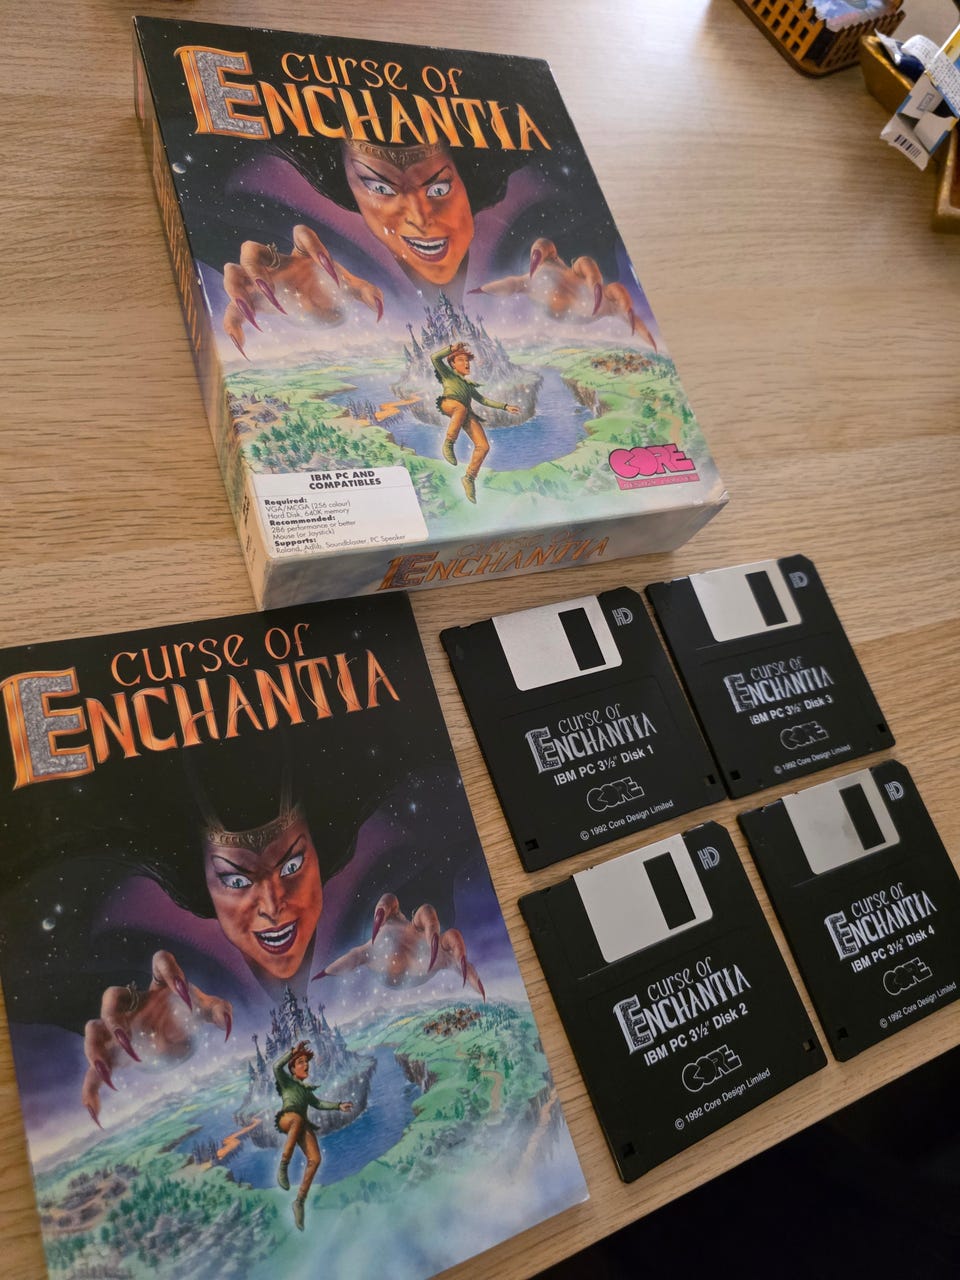 curse of
ENCHANTIA
IBM PC AND
COMPATIBLES
Required:
VGA/MCGA (256 colour)
Hard Disk, 640K memory
Recommended:
286 performance or better
Mouse (or Joystick)
Supports:
Roland, Adlib, Soundblaster, PC Speaker
CORE
curse of
ENCHANTIA
curse of
ENCHANTIA
HD
curse of
ENCHANTIA
IBM PC 3½" Disk 1
CORE
© 1992 Core Design Limited
HD
curse of
ENCHANTIA
IBM PC 3½" Disk 3
CORE
© 1992 Core Design Limited
HD
curse of
ENCHANTIA
IBM PC 3½" Disk 2
CORE
© 1992 Core Design Limited
HD
curse of
ENCHANTIA
IBM PC 3½" Disk 4
CORE
© 1992 Core Design Limited